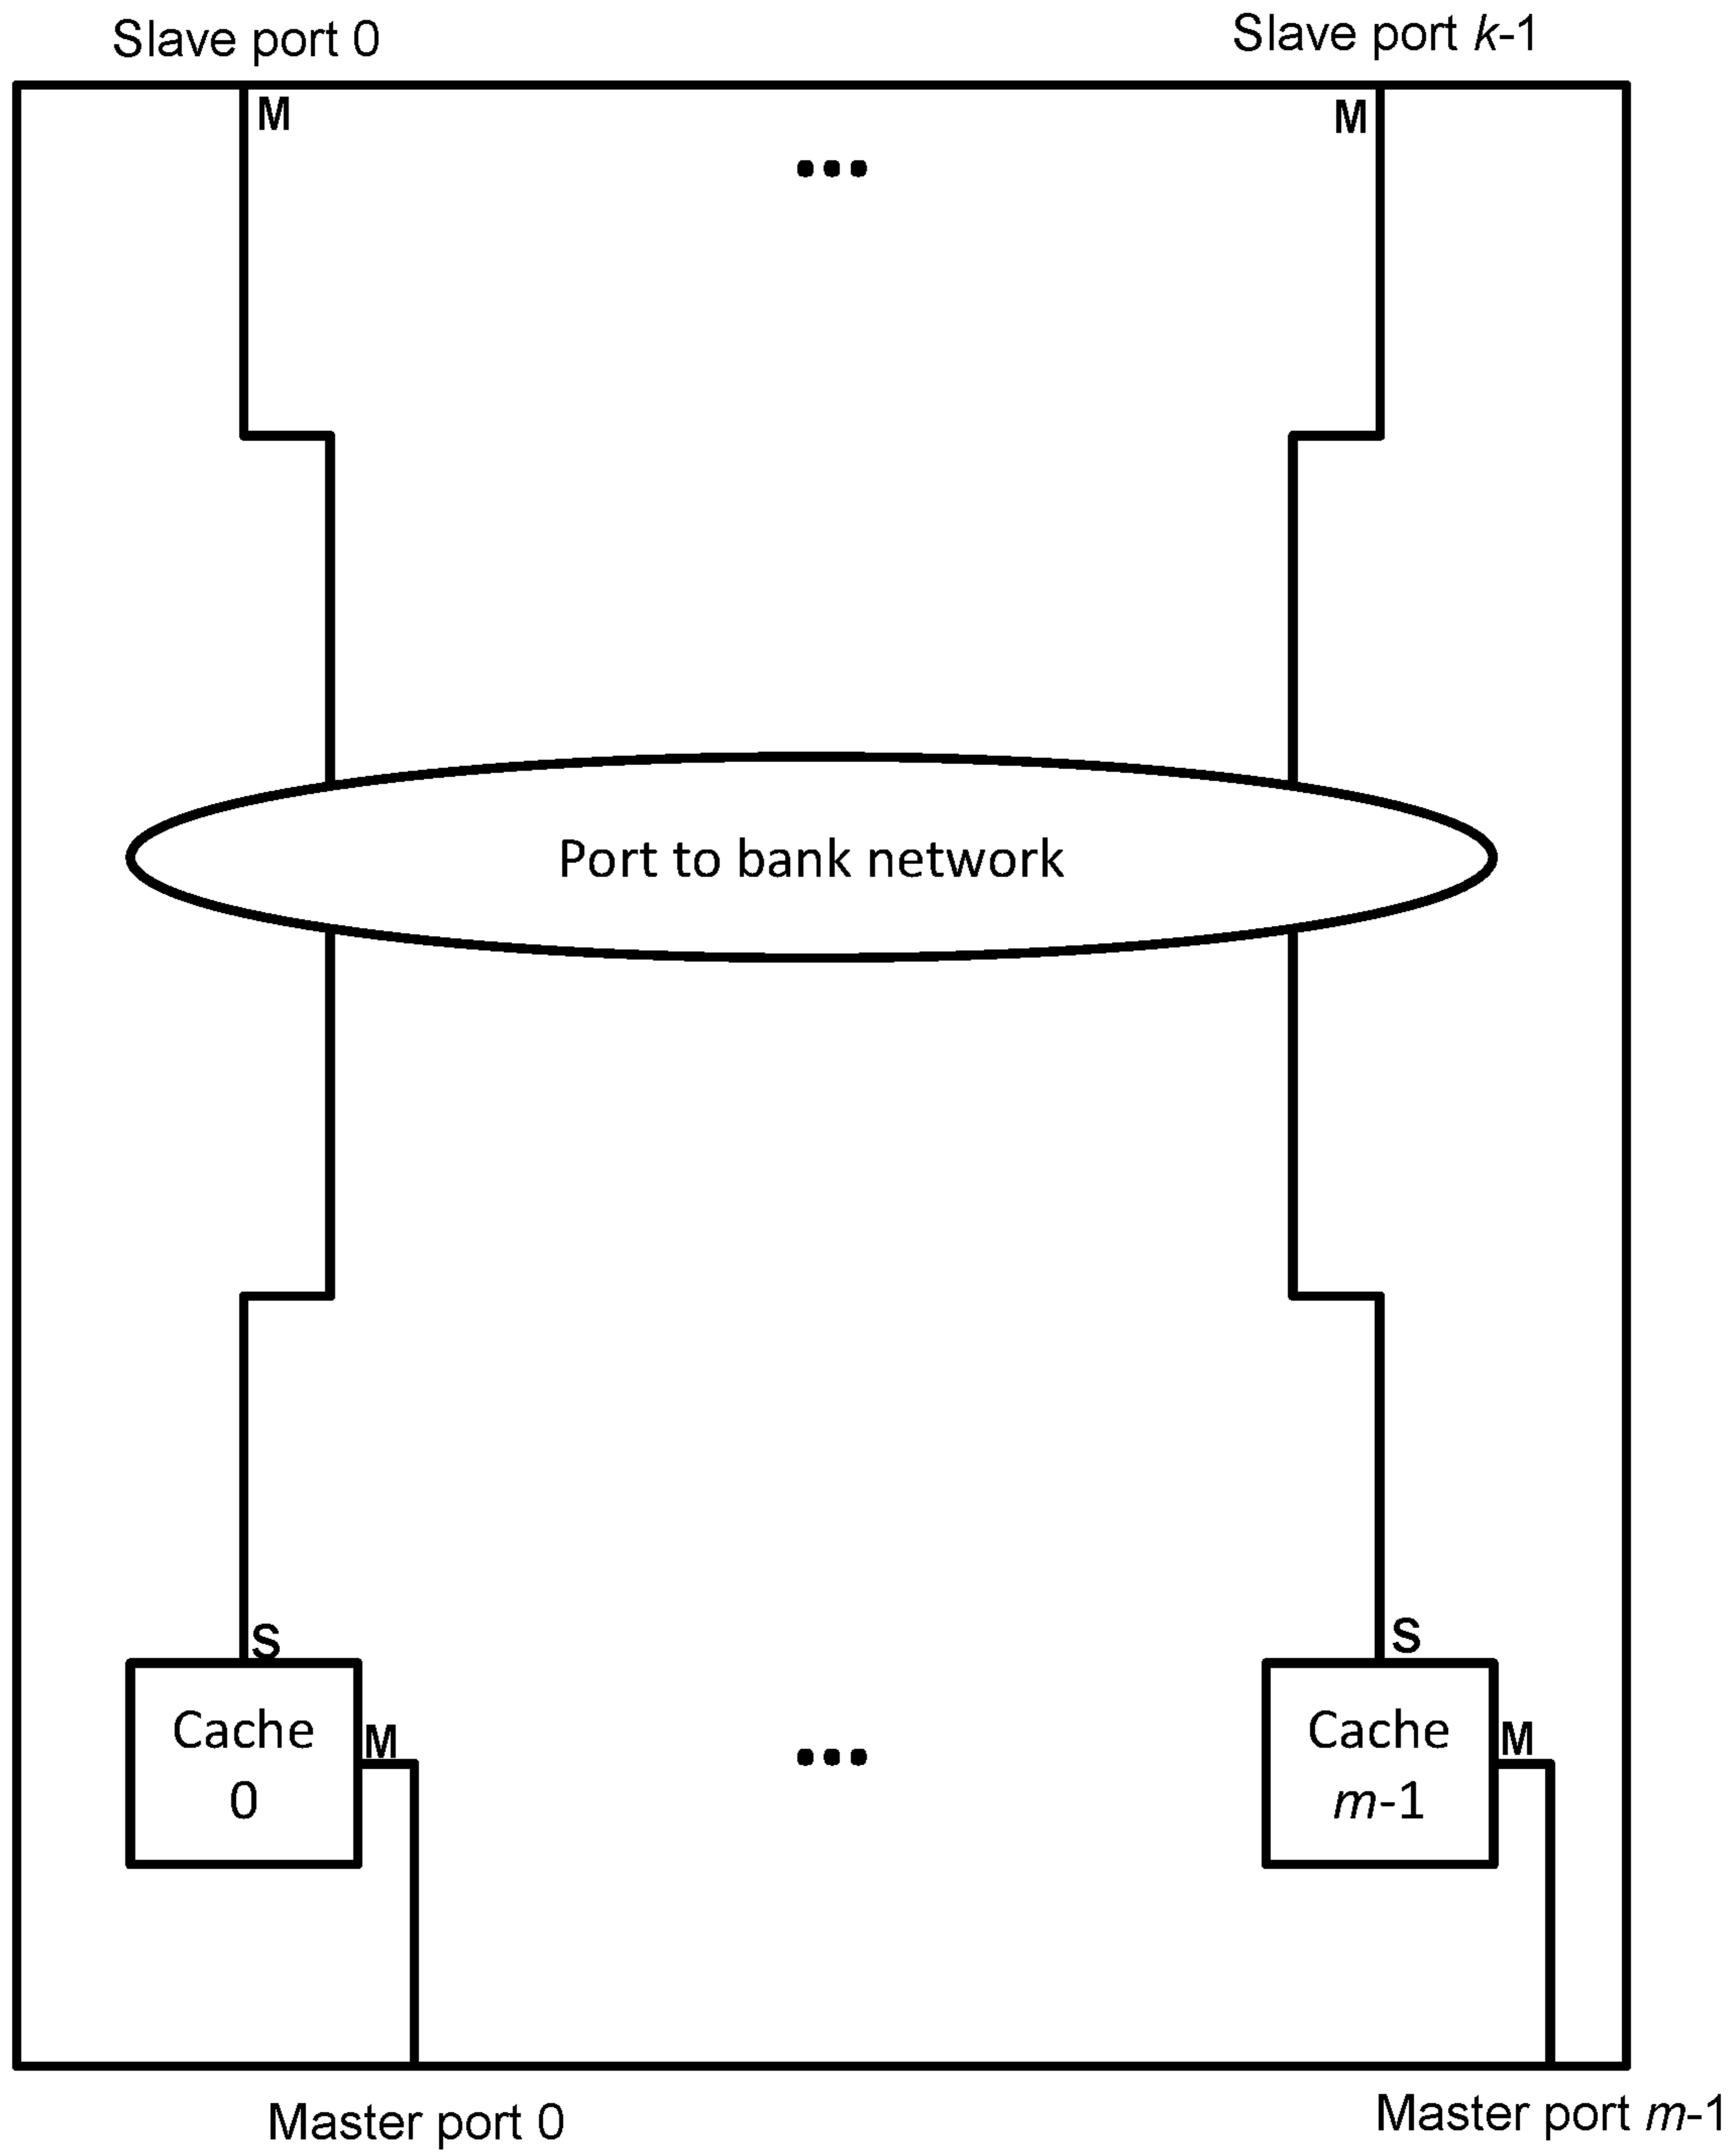 Slave port 0
Slave port k-1
M
M
...
Port to bank network
S
S
Cache
0
M
...
Cache
m-1
M
Master port 0
Master port m-1